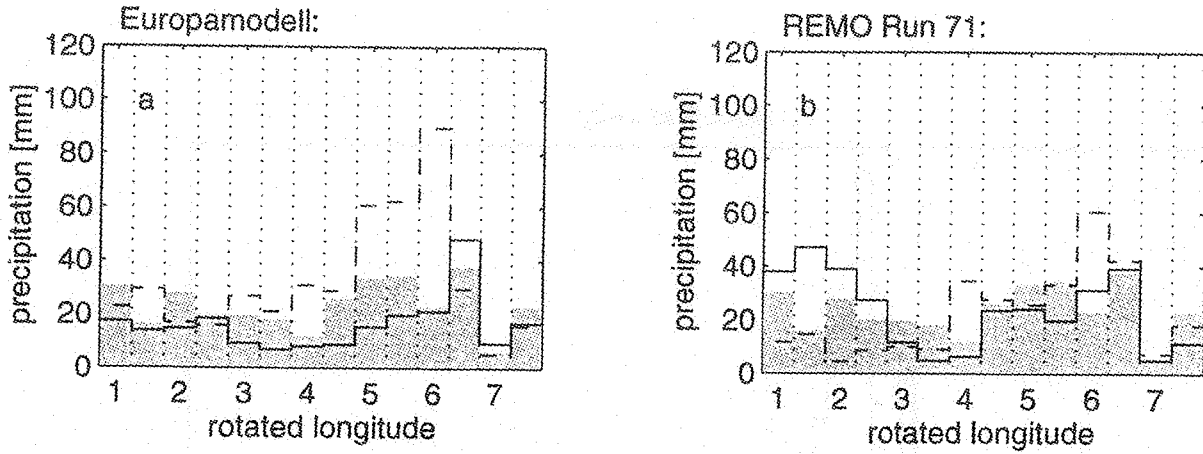 Europamodell:
120
100
80
60
40
20
0
precipitation [mm]
a
1 2 3 4 5 6 7
rotated longitude
REMO Run 71:
120
100
80
60
40
20
0
precipitation [mm]
b
1 2 3 4 5 6 7
rotated longitude